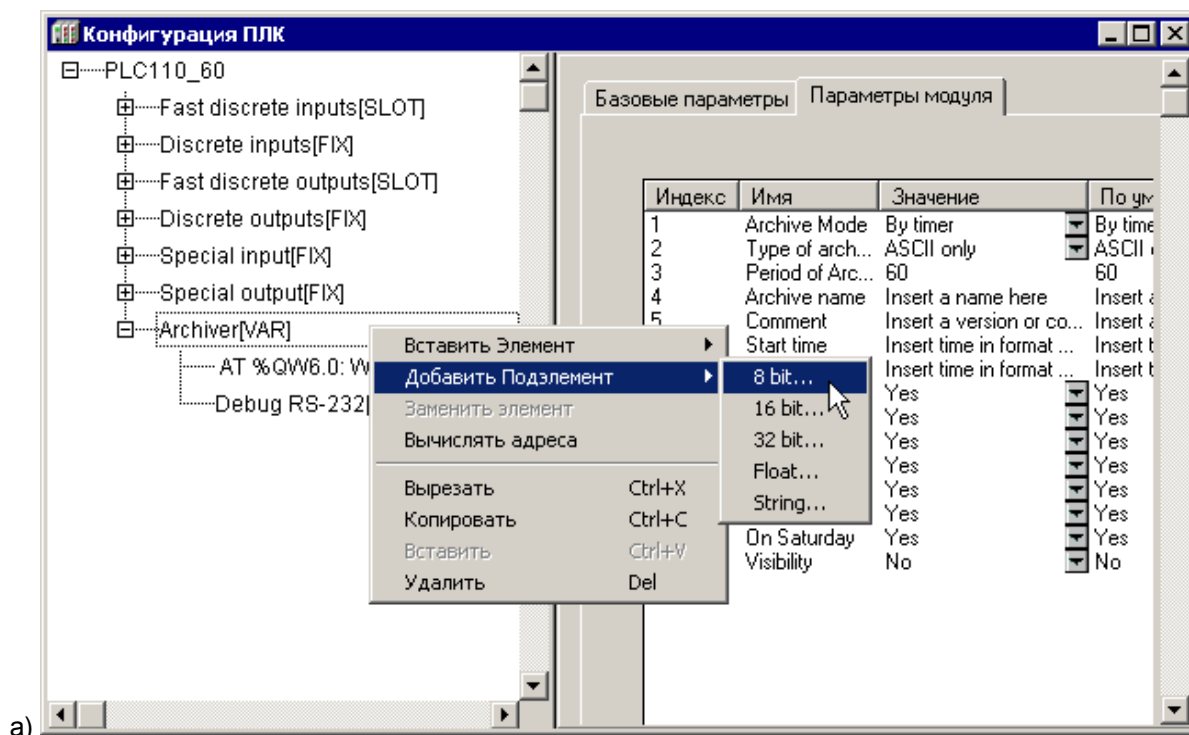 Конфигурация ПЛК
PLC110_60
Fast discrete inputs[SLOT]
Discrete inputs[FIX]
Fast discrete outputs[SLOT]
Discrete outputs[FIX]
Special input[FIX]
Special output[FIX]
Archiver[VAR]
AT %QW6.0: W
Debug RS-232[
Базовые параметры Параметры модуля
Индекс Имя Значение По ум
1 Archive Mode By timer By time
2 Type of arch... ASCII only ASCII
3 Period of Arc... 60 60
4 Archive name Insert a name here Insert a
5 Comment Insert a version or co... Insert a
Start time Insert time in format ... Insert t
Insert time in format ... Insert t
Yes Yes
Yes Yes
Yes Yes
Yes Yes
Yes Yes
Yes Yes
On Saturday Yes Yes
Visibility No No
Вставить Элемент
Добавить Подэлемент
Заменить элемент
Вычислять адреса
Вырезать Ctrl+X
Копировать Ctrl+C
Вставить Ctrl+V
Удалить Del
8 bit...
16 bit...
32 bit...
Float...
String...
а)